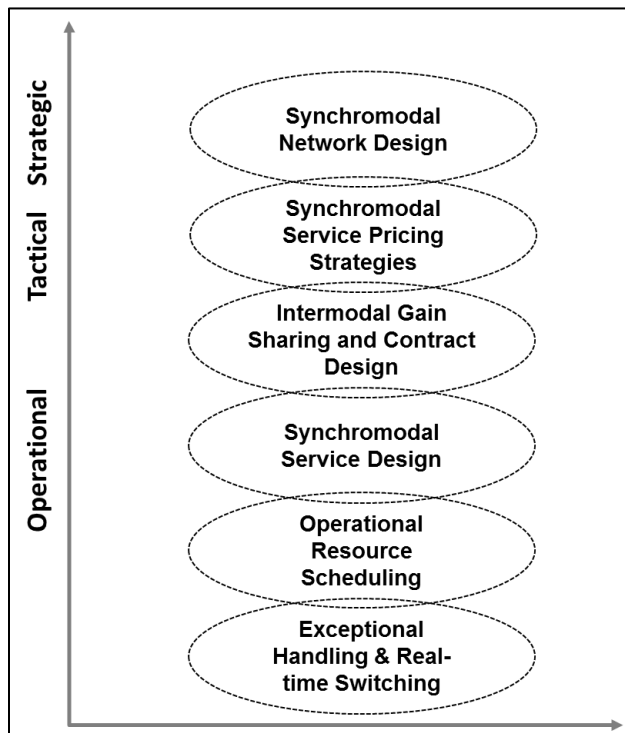 Strategic
Tactical
Operational
Synchromodal
Network Design
Synchromodal
Service Pricing
Strategies
Intermodal Gain
Sharing and Contract
Design
Synchromodal
Service Design
Operational
Resource
Scheduling
Exceptional
Handling & Real-
time Switching